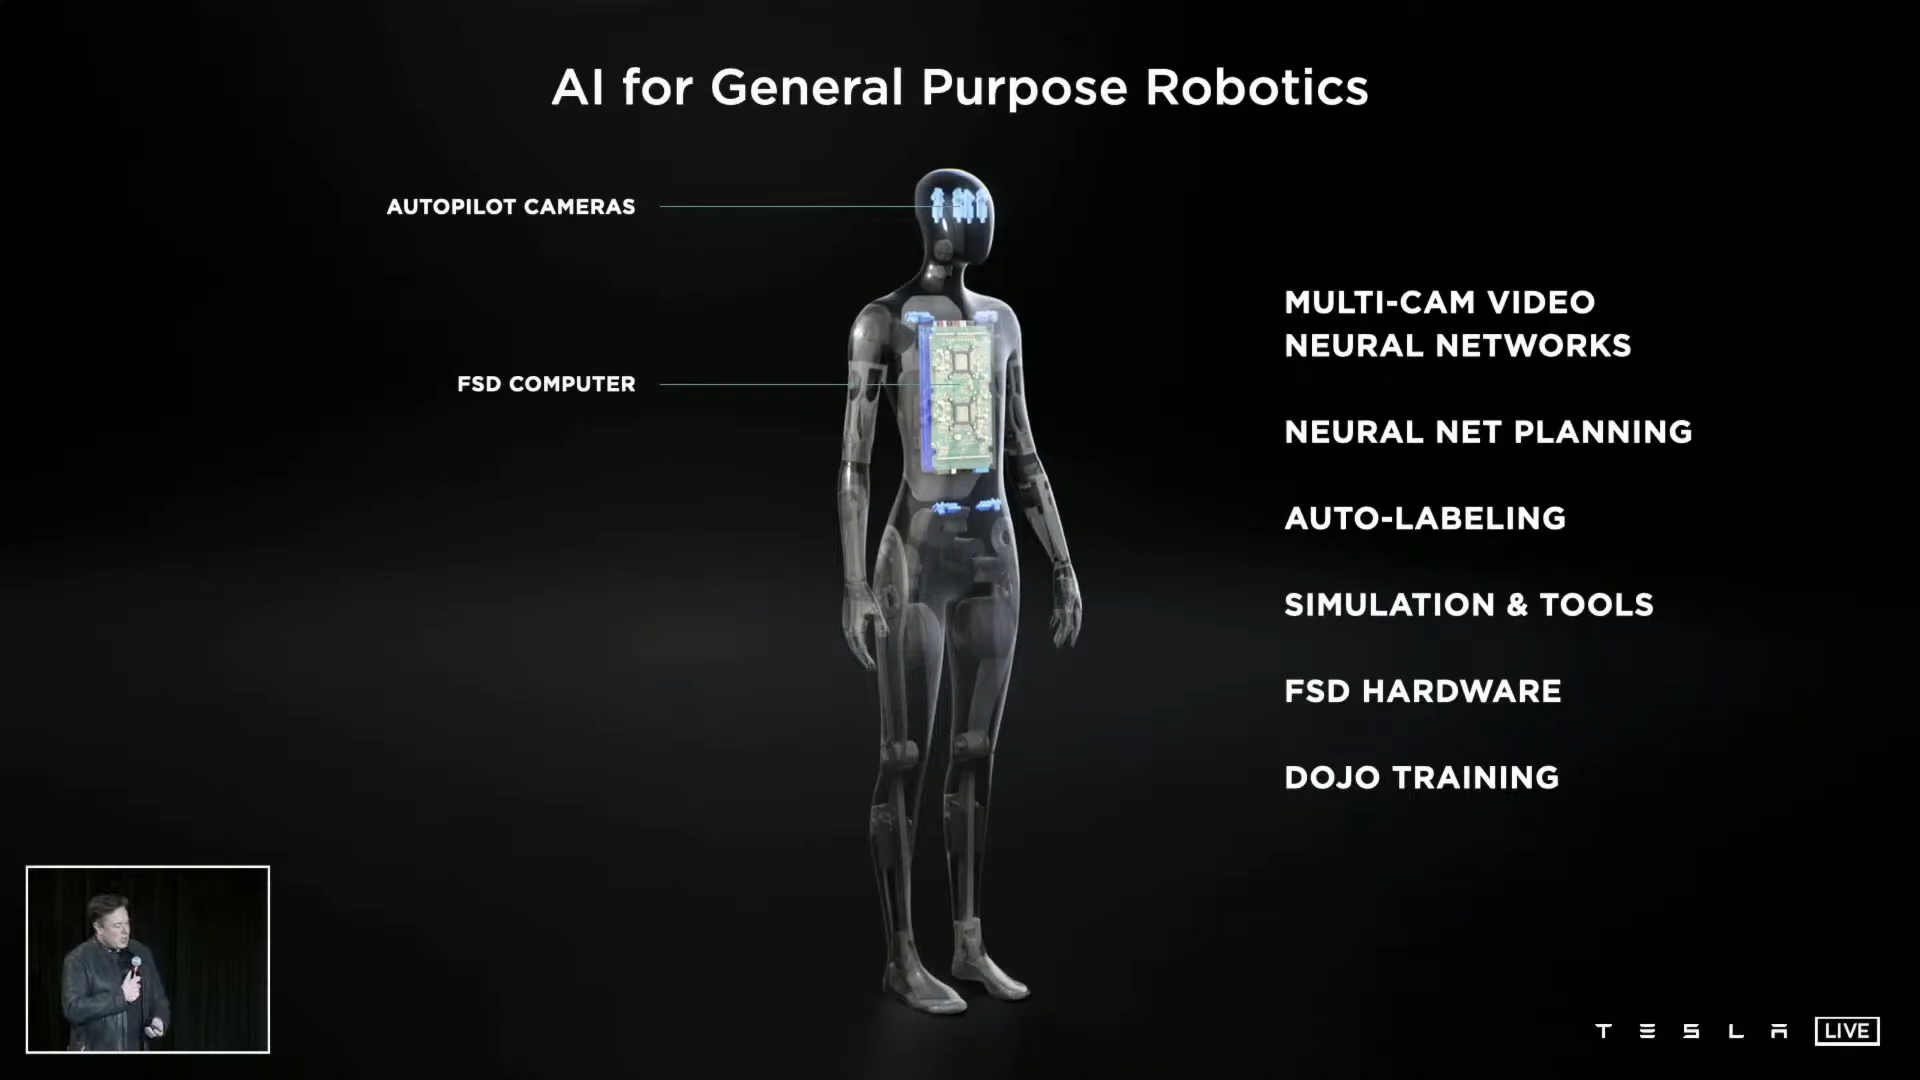 AI for General Purpose Robotics
AUTOPILOT CAMERAS
FSD COMPUTER
MULTI-CAM VIDEO
NEURAL NETWORKS
NEURAL NET PLANNING
AUTO-LABELING
SIMULATION & TOOLS
FSD HARDWARE
DOJO TRAINING
TESLA LIVE